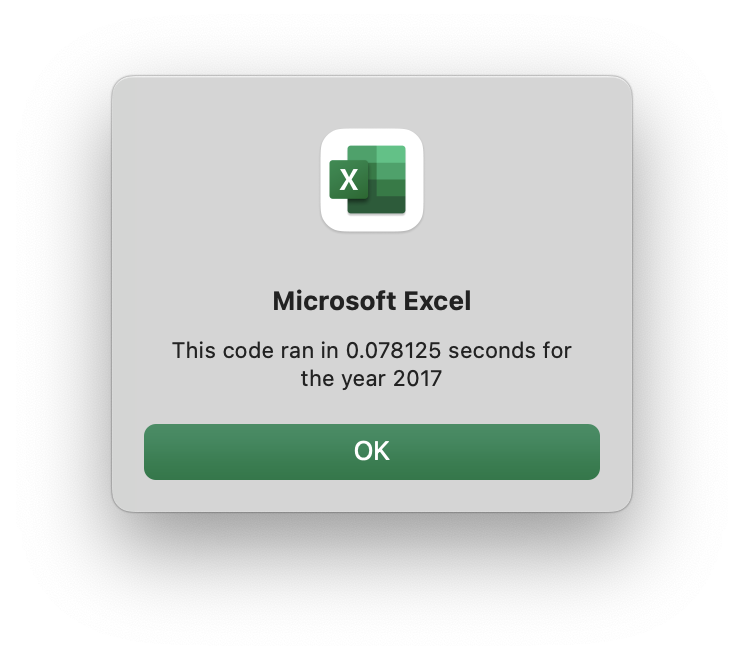 X
Microsoft Excel
This code ran in 0.078125 seconds for
the year 2017
OK